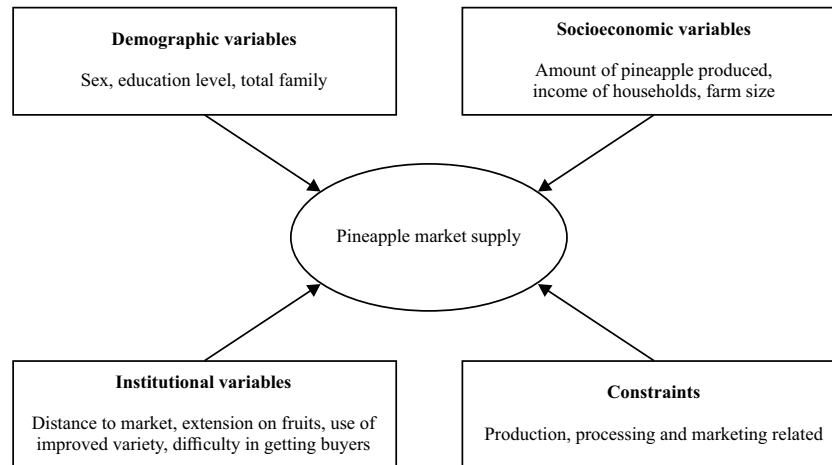 Demographic variables
Sex, education level, total family
Socioeconomic variables
Amount of pineapple produced,
income of households, farm size
Pineapple market supply
Institutional variables
Distance to market, extension on fruits, use of
improved variety, difficulty in getting buyers
Constraints
Production, processing and marketing related